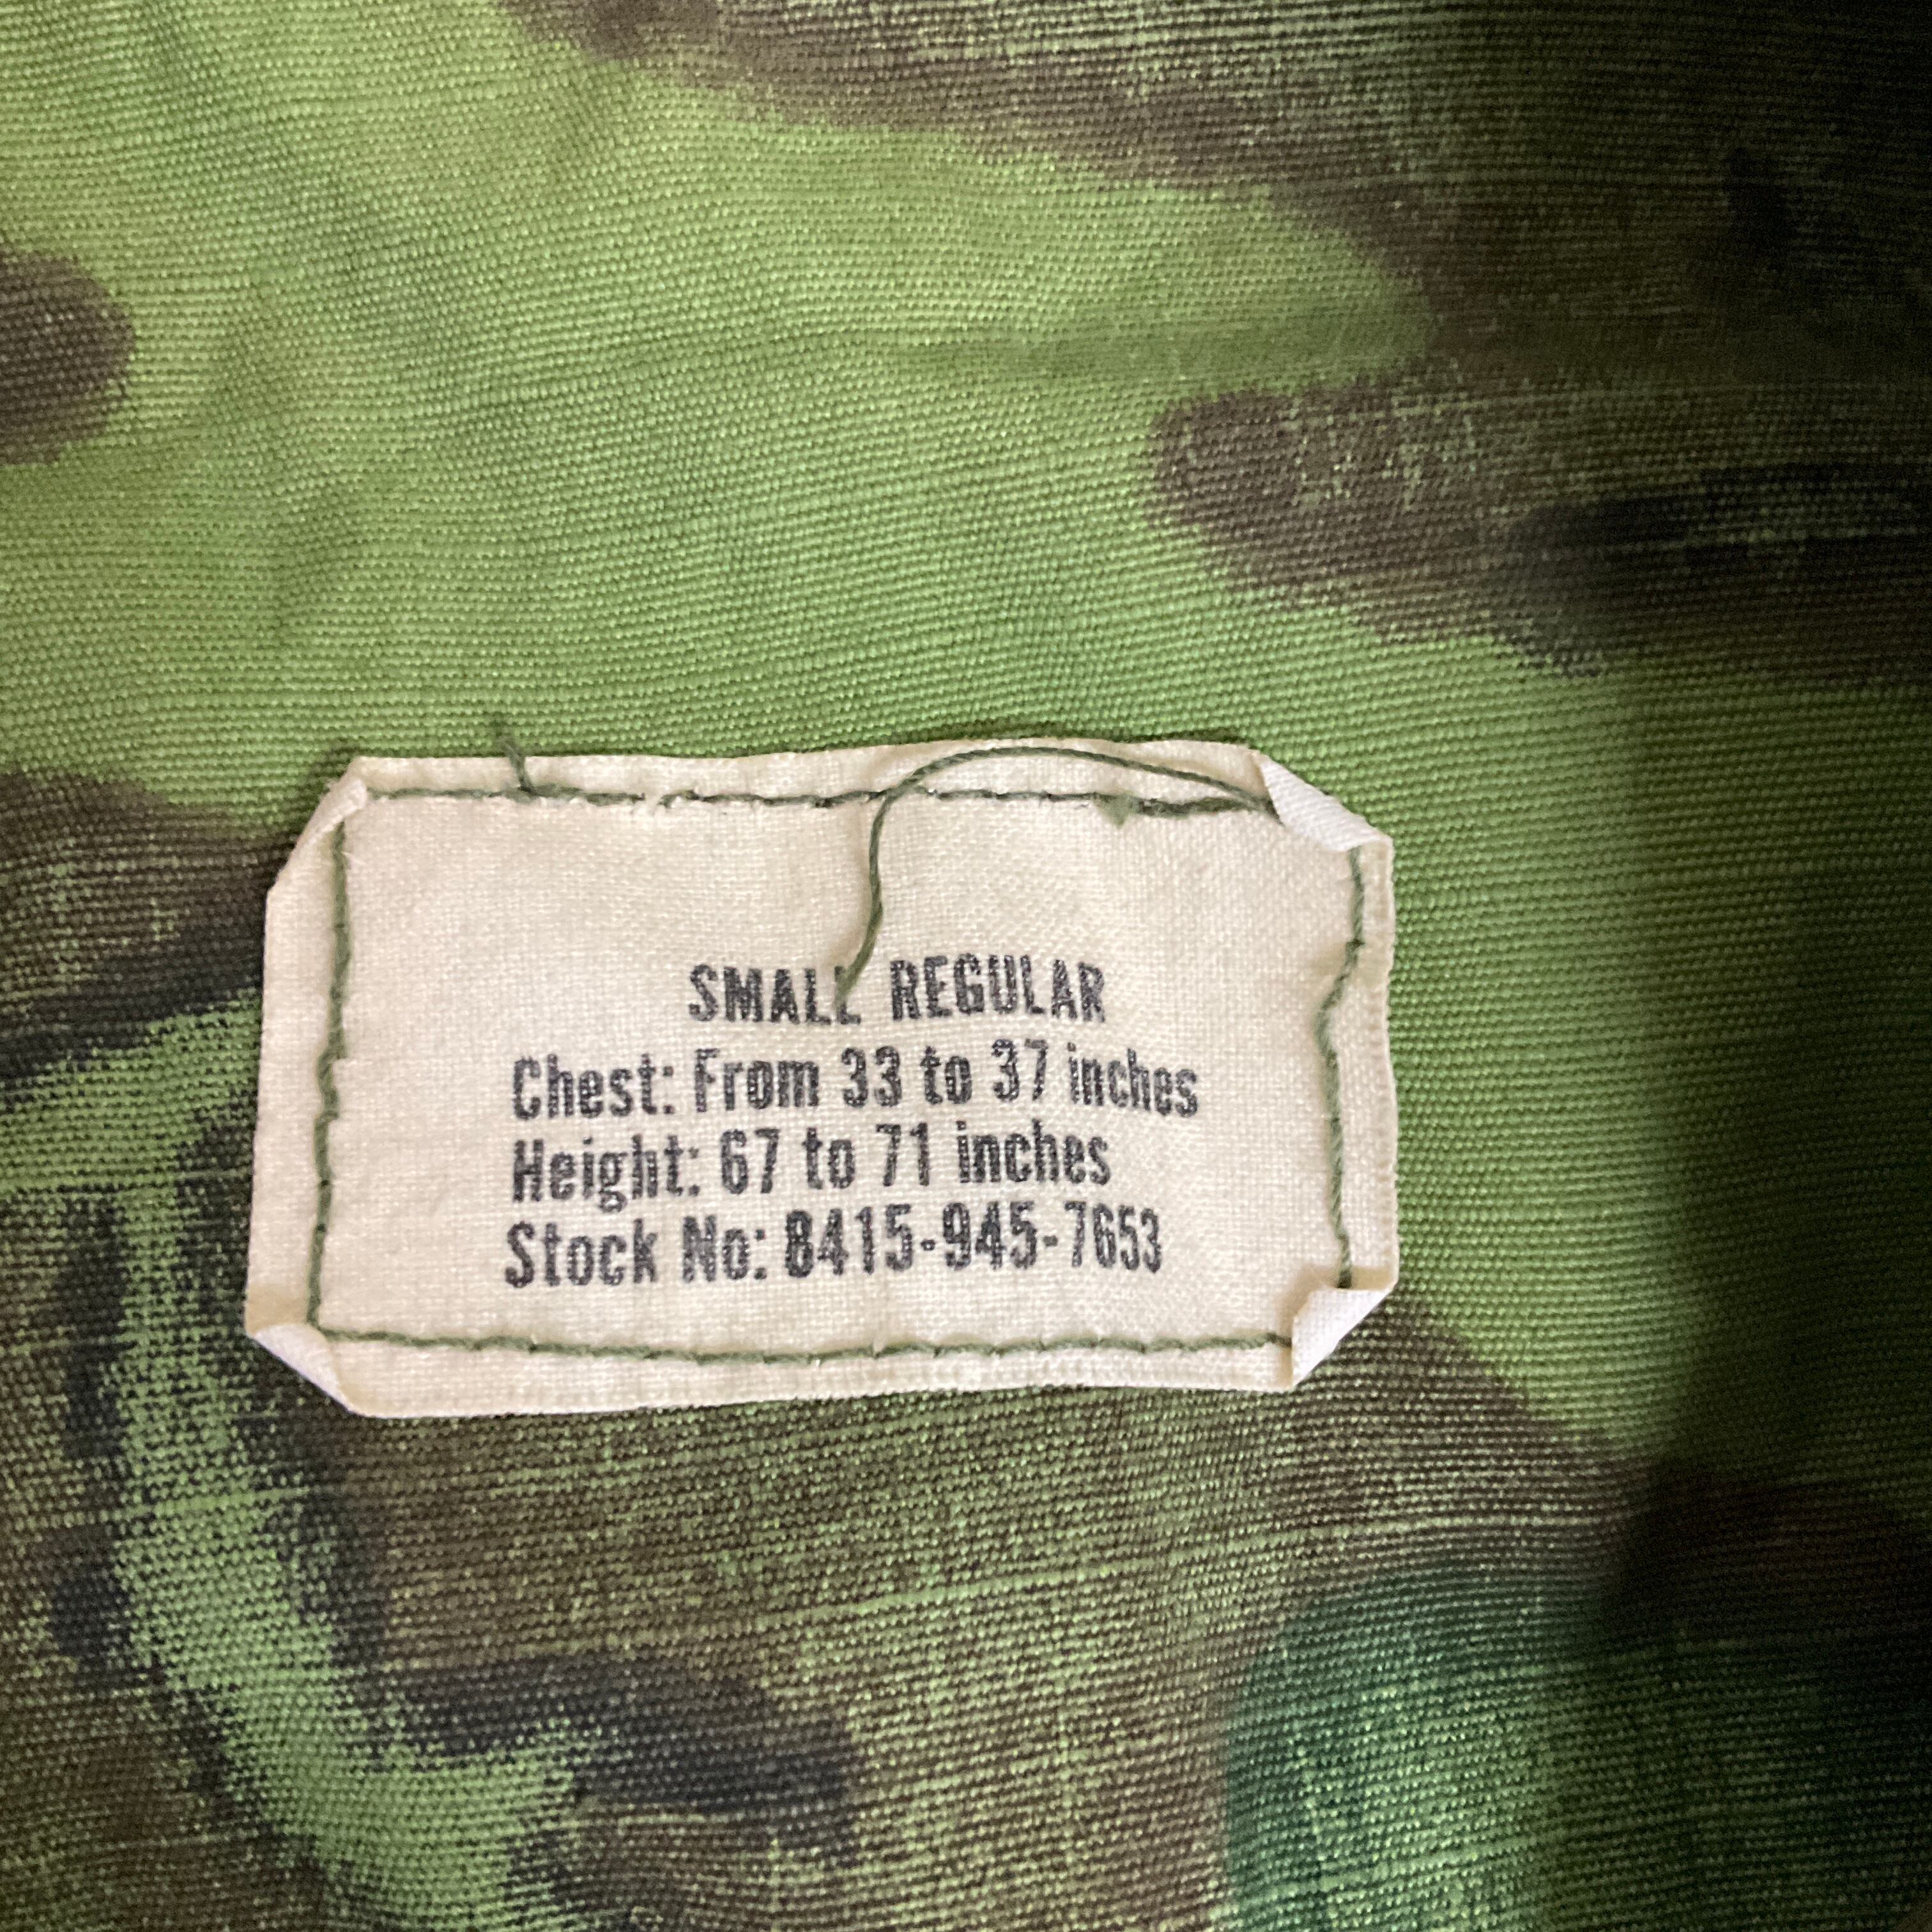 SMALL REGULAR
Chest: From 33 to 37 inches
Height: 67 to 71 inches
Stock No: 8415-945-7653